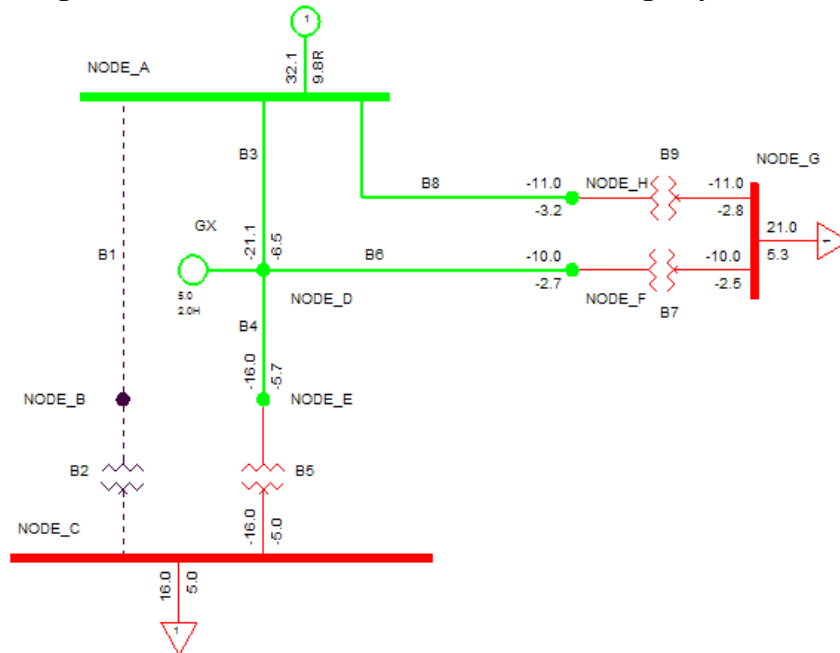 1
32.1
9.8R
NODE_A
B3
B9
NODE_G
B8
-11.0
NODE_H
-11.0
-3.2
-2.8
21.0
GX
-21.1
-6.5
B1
B6
-10.0
-10.0
5.3
1
5.0
2.0H
NODE_D
-2.7
NODE_F
-2.5
B7
B4
-16.0
-5.7
NODE_B
NODE_E
B2
B5
NODE_C
-16.0
-5.0
16.0
5.0
1